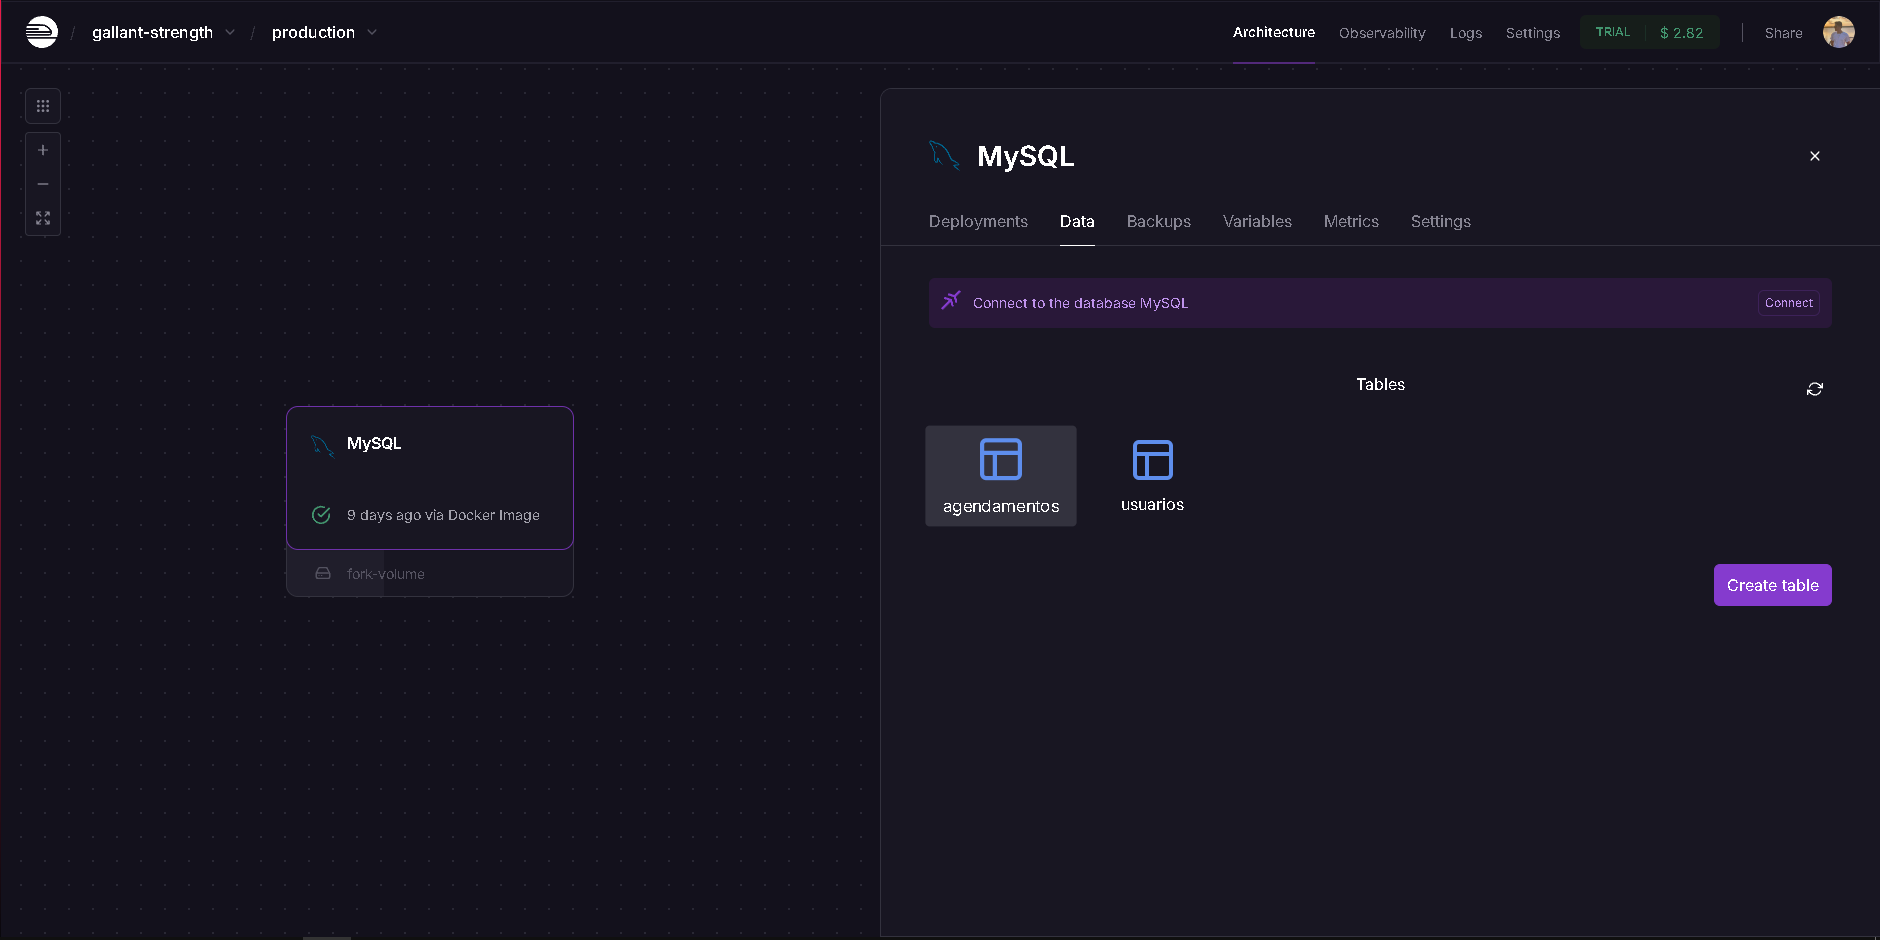 / gallant-strength / production
Architecture Observability Logs Settings TRIAL $ 2.82 Share
MySQL
Deployments Data Backups Variables Metrics Settings
Connect to the database MySQL Connect
Tables
agendamentos usuarios
Create table
MySQL
9 days ago via Docker Image
fork-volume